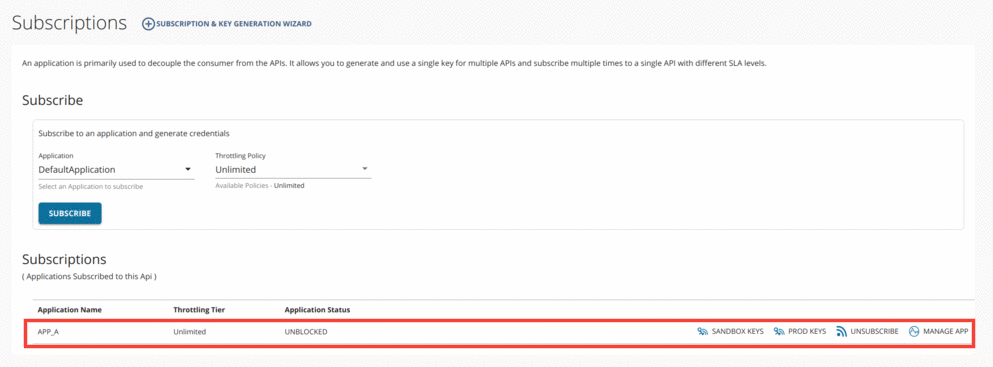 Subscriptions
SUBSCRIPTION & KEY GENERATION WIZARD
An application is primarily used to decouple the consumer from the APIs. It allows you to generate and use a single key for multiple APIs and subscribe multiple times to a single API with different SLA levels.
Subscribe
Subscribe to an application and generate credentials
Application Throttling Policy
DefaultApplication Unlimited
Select an Application to subscribe Available Policies - Unlimited
SUBSCRIBE
Subscriptions
( Applications Subscribed to this Api )
Application Name Throttling Tier Application Status
APP_A Unlimited UNBLOCKED SANDBOX KEYS PROD KEYS UNSUBSCRIBE MANAGE APP